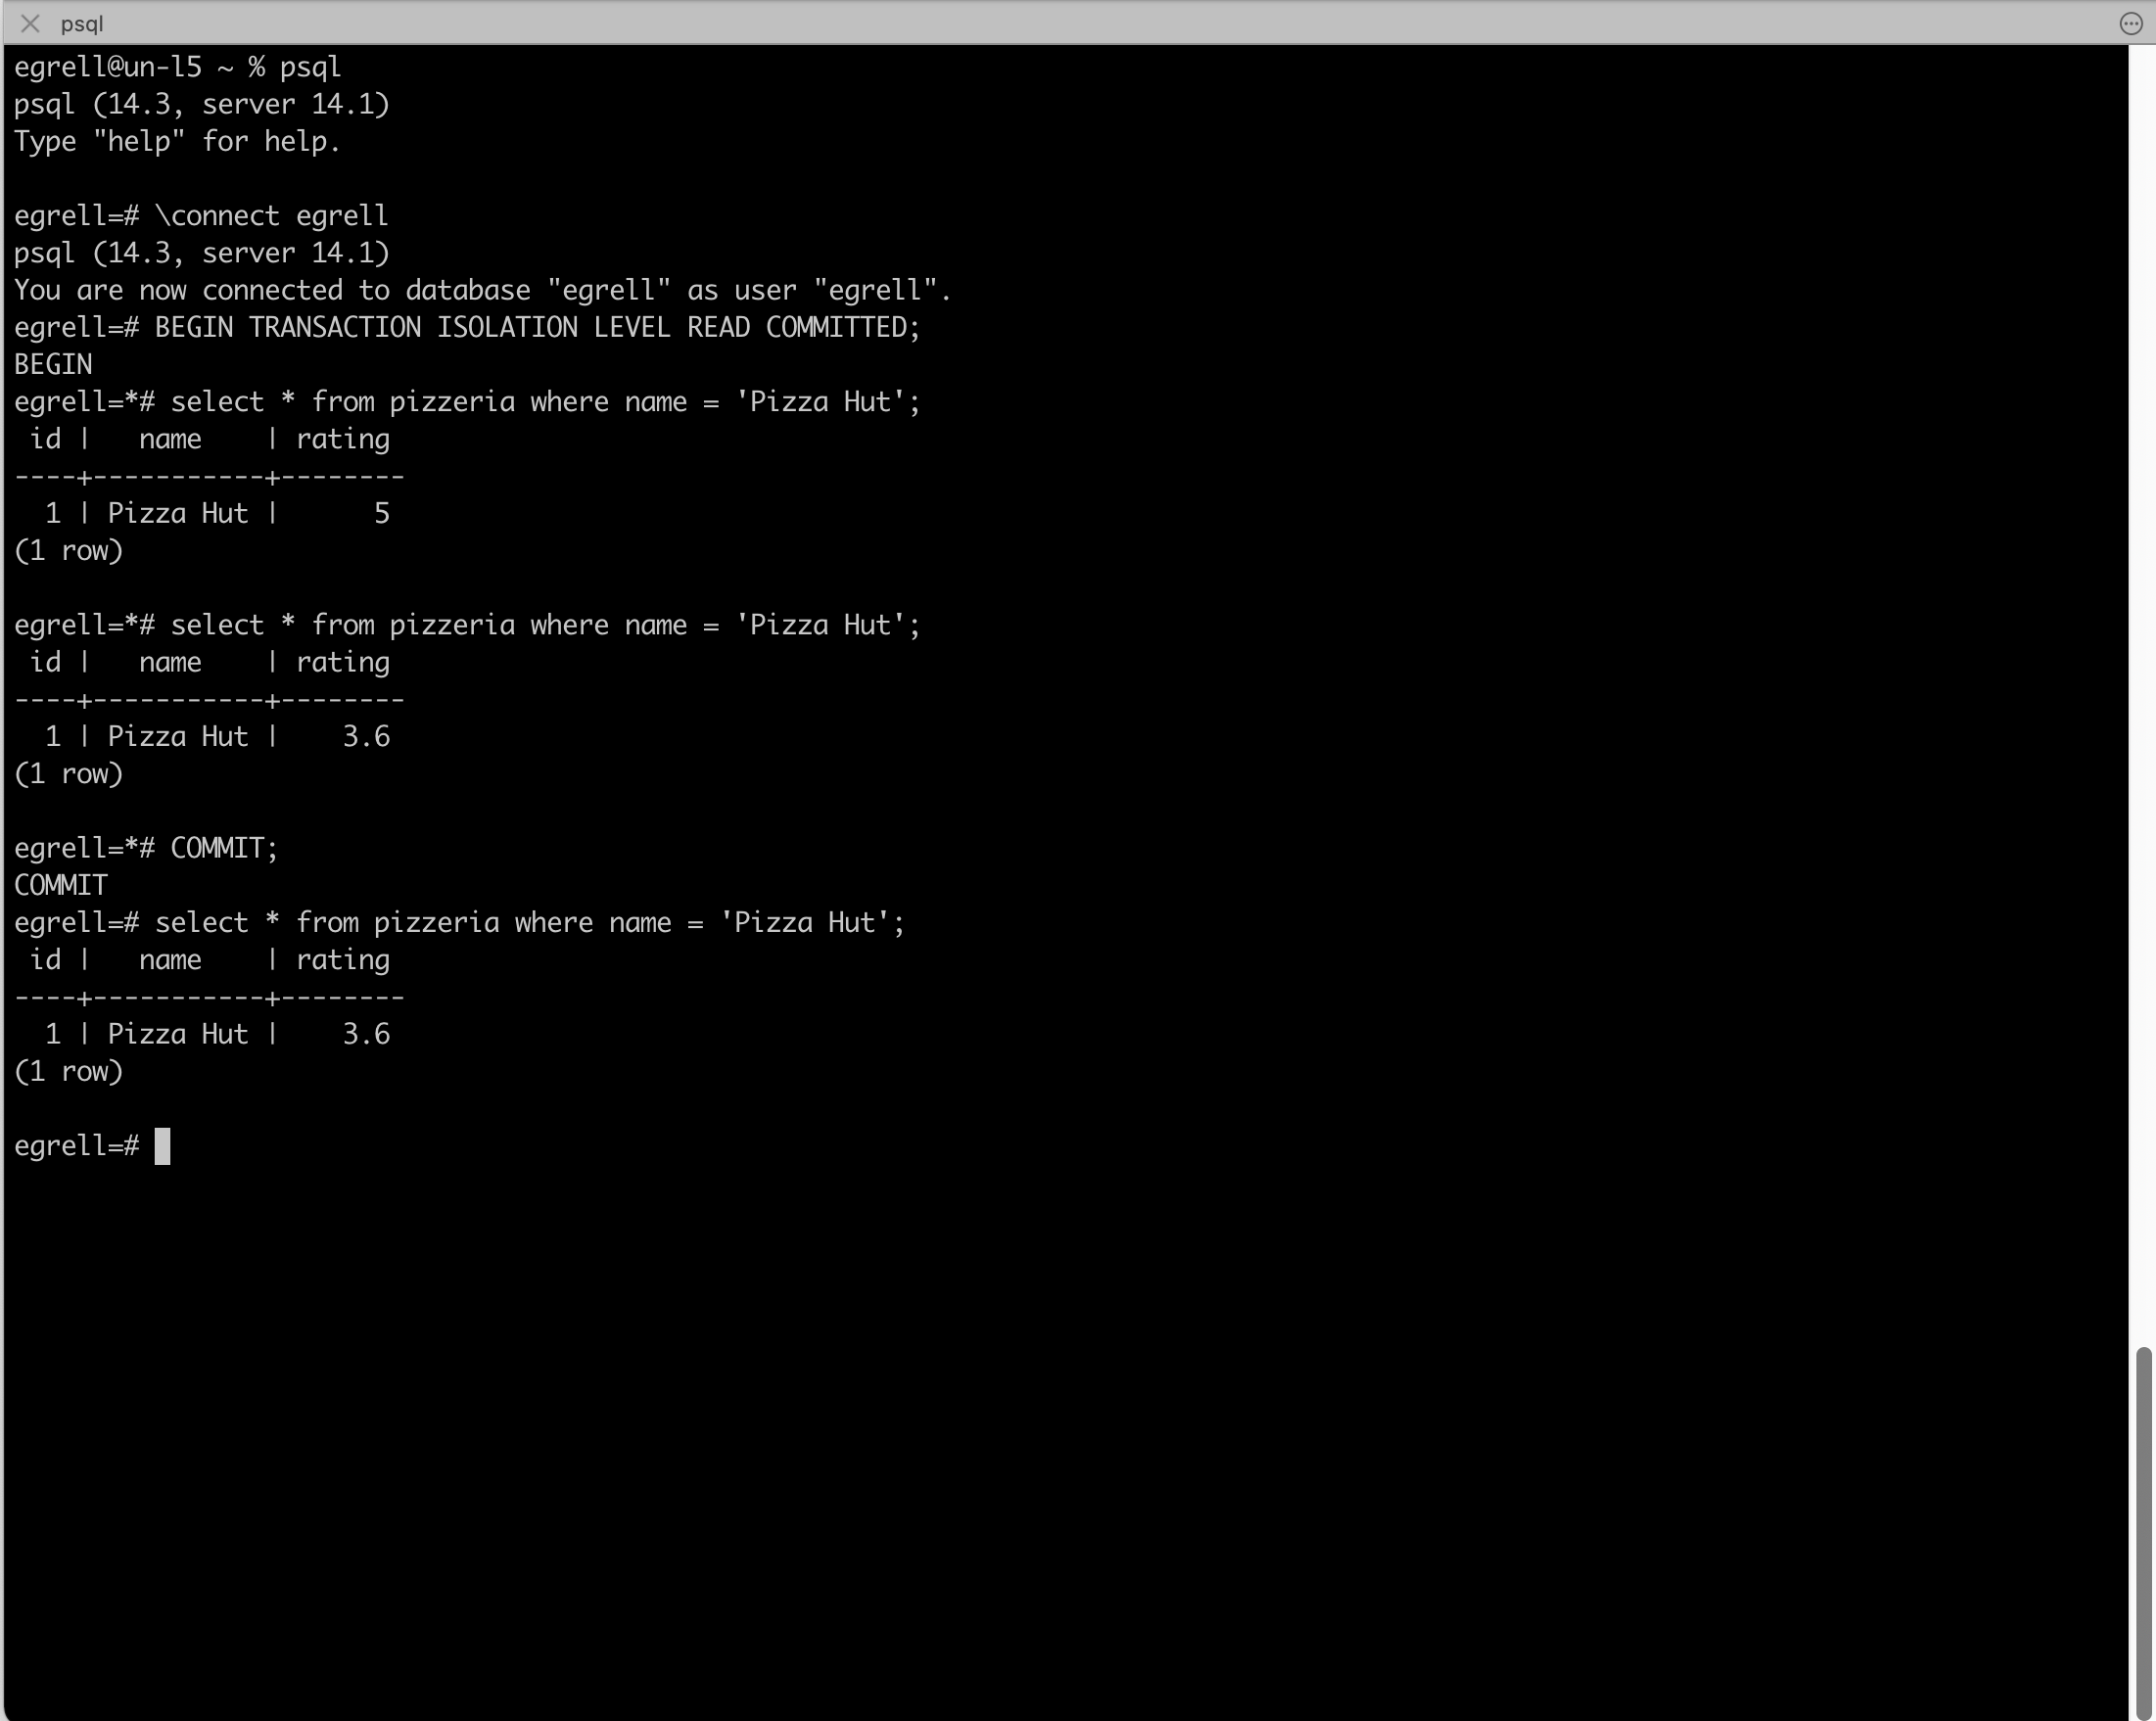 psql
egrell@un-l5 ~ % psql
psql (14.3, server 14.1)
Type "help" for help.

egrell=# \connect egrell
psql (14.3, server 14.1)
You are now connected to database "egrell" as user "egrell".
egrell=# BEGIN TRANSACTION ISOLATION LEVEL READ COMMITTED;
BEGIN
egrell=*# select * from pizzeria where name = 'Pizza Hut';
 id |   name    | rating
----+-----------+--------
  1 | Pizza Hut |      5
(1 row)

egrell=*# select * from pizzeria where name = 'Pizza Hut';
 id |   name    | rating
----+-----------+--------
  1 | Pizza Hut |    3.6
(1 row)

egrell=*# COMMIT;
COMMIT
egrell=# select * from pizzeria where name = 'Pizza Hut';
 id |   name    | rating
----+-----------+--------
  1 | Pizza Hut |    3.6
(1 row)

egrell=#